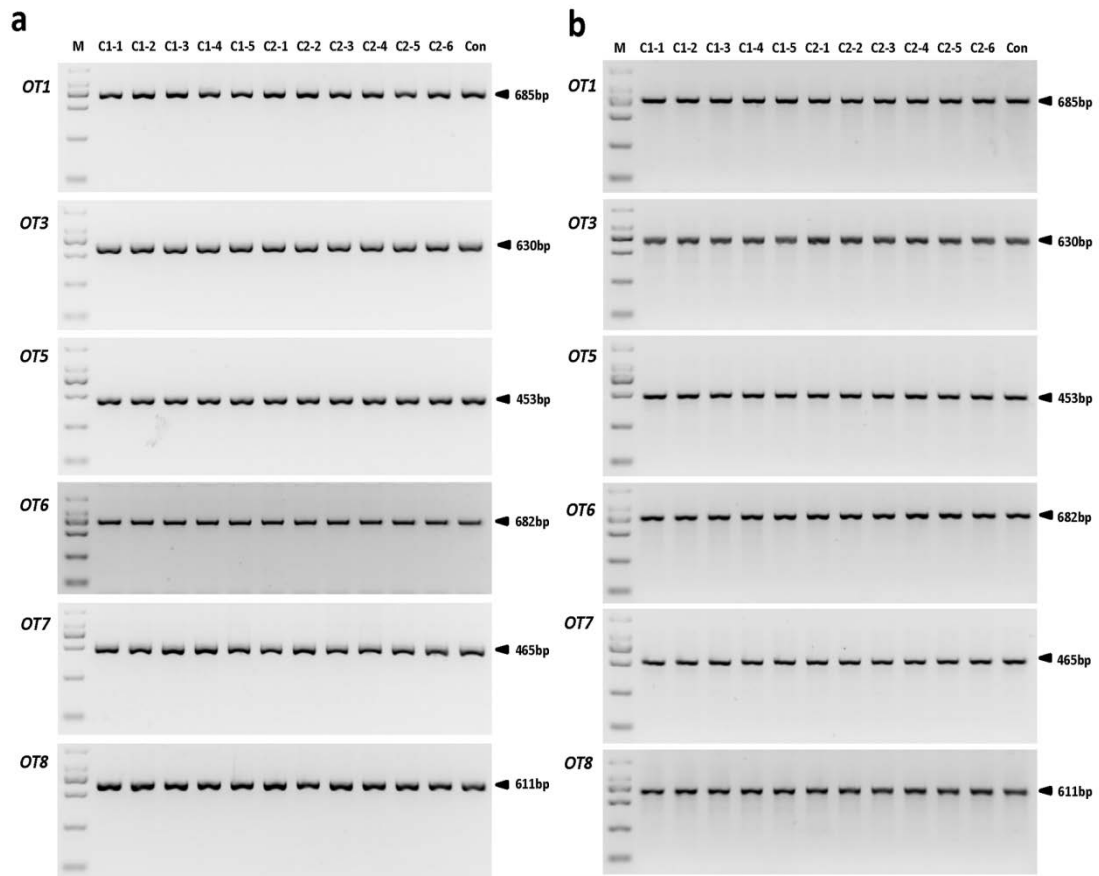 a
M C1-1 C1-2 C1-3 C1-4 C1-5 C2-1 C2-2 C2-3 C2-4 C2-5 C2-6 Con
OT1 685bp
OT3 630bp
OT5 453bp
OT6 682bp
OT7 465bp
OT8 611bp
b
M C1-1 C1-2 C1-3 C1-4 C1-5 C2-1 C2-2 C2-3 C2-4 C2-5 C2-6 Con
OT1 685bp
OT3 630bp
OT5 453bp
OT6 682bp
OT7 465bp
OT8 611bp